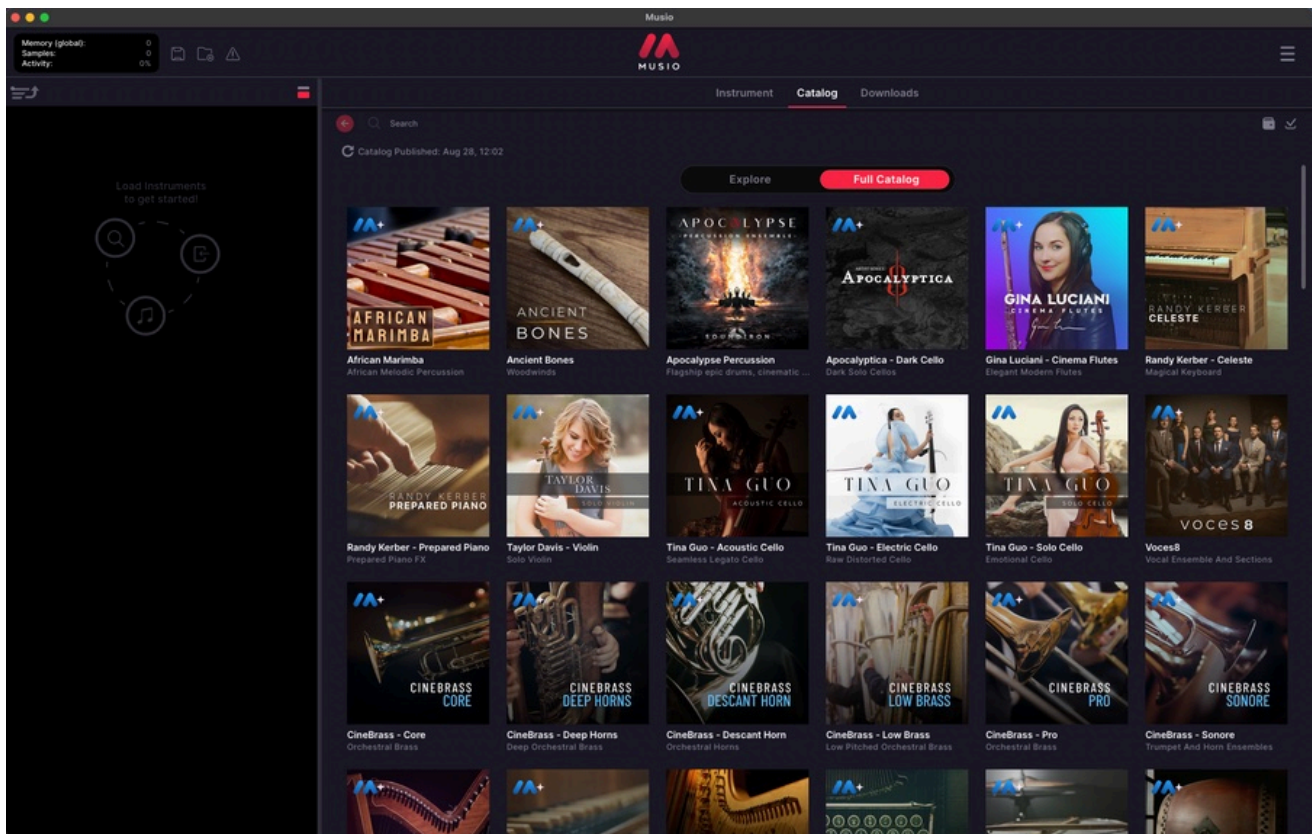 Musio
Memory (global): 0
Samples: 0
Activity: 0%
MUSIO
Instrument Catalog Downloads
Search
Catalog Published: Aug 28, 12:02
Load Instruments
to get started!
Explore Full Catalog
AFRICAN
MARIMBA
African Marimba
African Melodic Percussion
ANCIENT
BONES
Ancient Bones
Woodwinds
APOCALYPSE
PERCUSSION ENSEMBLE
SOUNDIRON
Apocalypse Percussion
Flagship epic drums, cinematic ...
APOCALYPTICA
Apocalyptica - Dark Cello
Dark Solo Cellos
GINA LUCIANI
CINEMA FLUTES
Gina Luciani - Cinema Flutes
Elegant Modern Flutes
RANDY KERBER
CELESTE
Randy Kerber - Celeste
Magical Keyboard
RANDY KERBER
PREPARED PIANO
Randy Kerber - Prepared Piano
Prepared Piano FX
TAYLOR
DAVIS
SOLO VIOLIN
Taylor Davis - Violin
Solo Violin
TINA GUO
ACOUSTIC CELLO
Tina Guo - Acoustic Cello
Seamless Legato Cello
TINA GUO
ELECTRIC CELLO
Tina Guo - Electric Cello
Raw Distorted Cello
TINA GUO
SOLO CELLO
Tina Guo - Solo Cello
Emotional Cello
voces8
Voces8
Vocal Ensemble And Sections
CINEBRASS
CORE
CineBrass - Core
Orchestral Brass
CINEBRASS
DEEP HORNS
CineBrass - Deep Horns
Deep Orchestral Brass
CINEBRASS
DESCANT HORN
CineBrass - Descant Horn
Orchestral Horns
CINEBRASS
LOW BRASS
CineBrass - Low Brass
Low Pitched Orchestral Brass
CINEBRASS
PRO
CineBrass - Pro
Orchestral Brass
CINEBRASS
SONORE
CineBrass - Sonore
Trumpet And Horn Ensembles